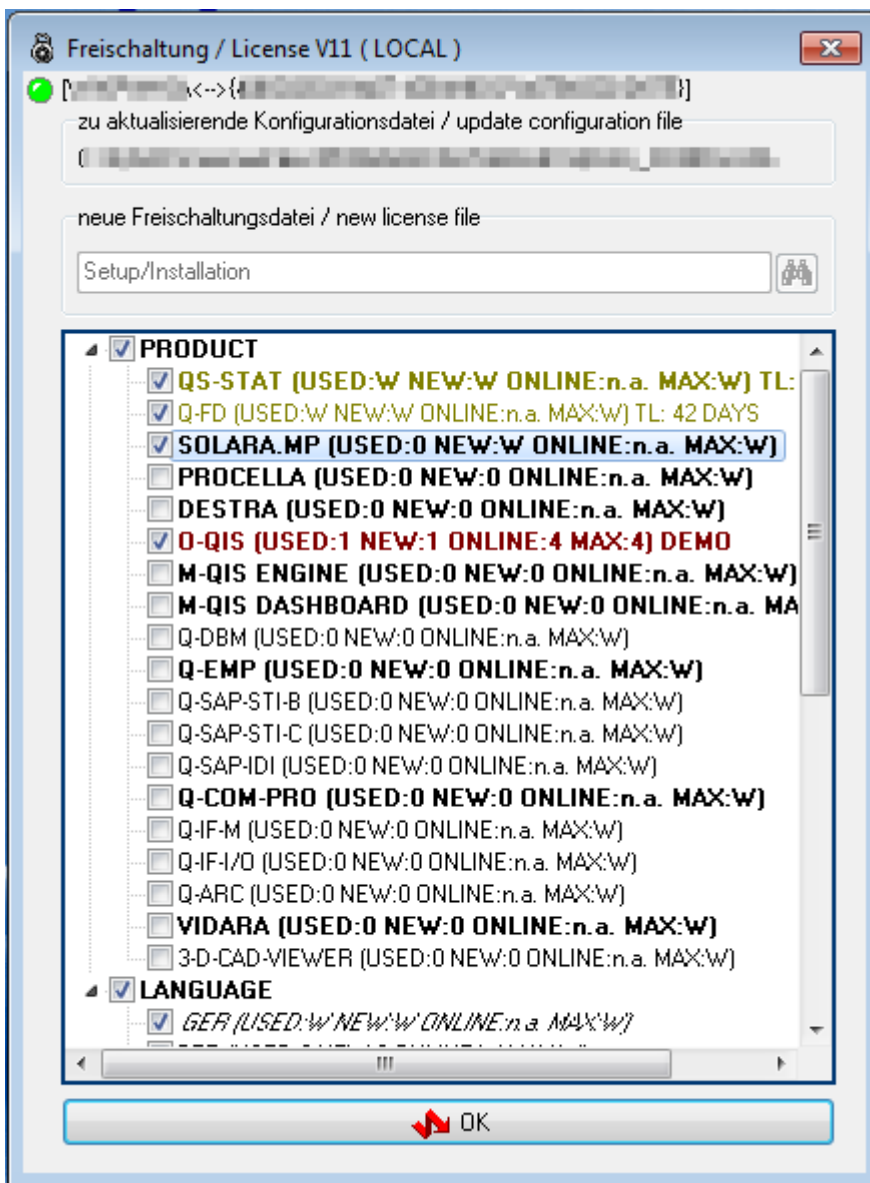 Freischaltung / License V11 ( LOCAL )
<-->{ }]
zu aktualisierende Konfigurationsdatei / update configuration file
neue Freischaltungsdatei / new license file
Setup/Installation
PRODUCT
QS-STAT (USED:W NEW:W ONLINE:n.a. MAX:W) TL:
Q-FD (USED:W NEW:W ONLINE:n.a. MAX:W) TL: 42 DAYS
SOLARA.MP (USED:0 NEW:W ONLINE:n.a. MAX:W)
PROCELLA (USED:0 NEW:0 ONLINE:n.a. MAX:W)
DESTRA (USED:0 NEW:0 ONLINE:n.a. MAX:W)
O-QIS (USED:1 NEW:1 ONLINE:4 MAX:4) DEMO
M-QIS ENGINE (USED:0 NEW:0 ONLINE:n.a. MAX:W)
M-QIS DASHBOARD (USED:0 NEW:0 ONLINE:n.a. MA
Q-DBM (USED:0 NEW:0 ONLINE:n.a. MAX:W)
Q-EMP (USED:0 NEW:0 ONLINE:n.a. MAX:W)
Q-SAP-STI-B (USED:0 NEW:0 ONLINE:n.a. MAX:W)
Q-SAP-STI-C (USED:0 NEW:0 ONLINE:n.a. MAX:W)
Q-SAP-IDI (USED:0 NEW:0 ONLINE:n.a. MAX:W)
Q-COM-PRO (USED:0 NEW:0 ONLINE:n.a. MAX:W)
Q-IF-M (USED:0 NEW:0 ONLINE:n.a. MAX:W)
Q-IF-I/O (USED:0 NEW:0 ONLINE:n.a. MAX:W)
Q-ARC (USED:0 NEW:0 ONLINE:n.a. MAX:W)
VIDARA (USED:0 NEW:0 ONLINE:n.a. MAX:W)
3-D-CAD-VIEWER (USED:0 NEW:0 ONLINE:n.a. MAX:W)
LANGUAGE
GER (USED:W NEW:W ONLINE:n.a. MAX:W)
OK